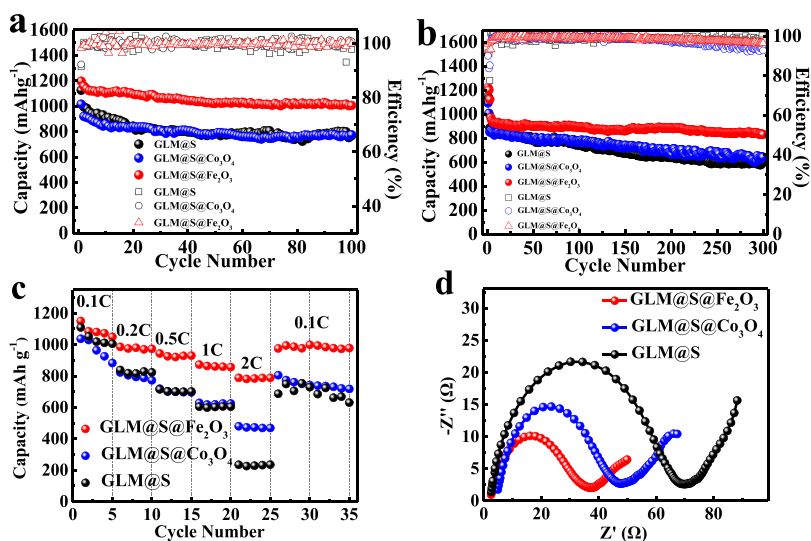 a
1600
1400
1200
1000
800
600
400
200
0
Capacity (mAhg⁻¹)
100
80
60
40
Efficiency (%)
GLM@S
GLM@S@Co₃O₄
GLM@S@Fe₂O₃
GLM@S
GLM@S@Co₃O₄
GLM@S@Fe₂O₃
0 20 40 60 80 100
Cycle Number
b
1600
1400
1200
1000
800
600
400
200
0
Capacity (mAhg⁻¹)
100
80
60
40
20
0
Efficiency (%)
GLM@S
GLM@S@Co₃O₄
GLM@S@Fe₂O₃
GLM@S
GLM@S@Co₃O₄
GLM@S@Fe₂O
0 50 100 150 200 250 300
Cycle Number
c
1200
1000
800
600
400
200
0
Capacity (mAh g⁻¹)
0.1C
0.2C
0.5C
1C
2C
0.1C
GLM@S@Fe₂O₃
GLM@S@Co₃O₄
GLM@S
0 5 10 15 20 25 30 35
Cycle Number
d
30
25
20
15
10
5
0
-Z'' (Ω)
GLM@S@Fe₂O₃
GLM@S@Co₃O₄
GLM@S
0 20 40 60 80
Z' (Ω)